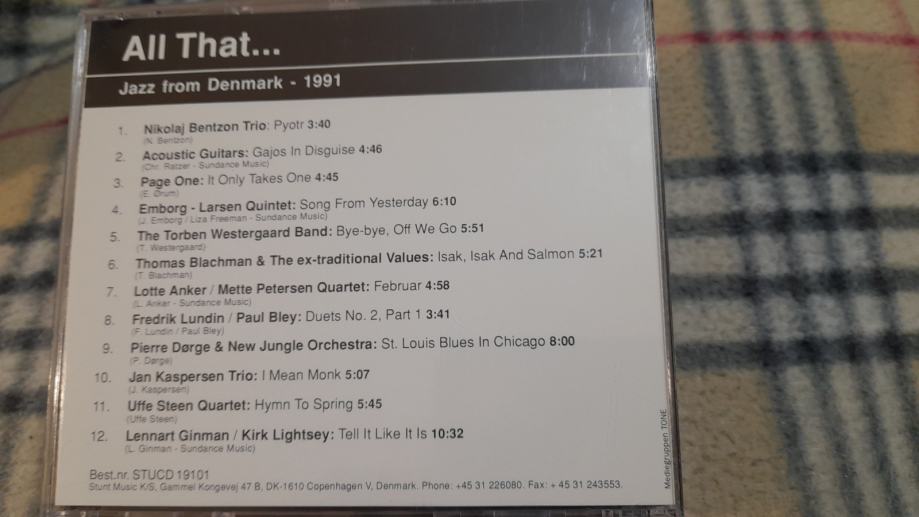 All That...
Jazz from Denmark - 1991
1. Nikolaj Bentzon Trio: Pyotr 3:40
(N. Bentzon)
2. Acoustic Guitars: Gajos In Disguise 4:46
(Chr. Ratzer - Sundance Music)
3. Page One: It Only Takes One 4:45
(E. Ørum)
4. Emborg - Larsen Quintet: Song From Yesterday 6:10
(J. Emborg / Liza Freeman - Sundance Music)
5. The Torben Westergaard Band: Bye-bye, Off We Go 5:51
(T. Westergaard)
6. Thomas Blachman & The ex-traditional Values: Isak, Isak And Salmon 5:21
(T. Blachman)
7. Lotte Anker / Mette Petersen Quartet: Februar 4:58
(L. Anker - Sundance Music)
8. Fredrik Lundin / Paul Bley: Duets No. 2, Part 1 3:41
(F. Lundin / Paul Bley)
9. Pierre Dørge & New Jungle Orchestra: St. Louis Blues In Chicago 8:00
(P. Dørge)
10. Jan Kaspersen Trio: I Mean Monk 5:07
(J. Kaspersen)
11. Uffe Steen Quartet: Hymn To Spring 5:45
(Uffe Steen)
12. Lennart Ginman / Kirk Lightsey: Tell It Like It Is 10:32
(L. Ginman - Sundance Music)
Best.nr. STUCD 19101
Stunt Music K/S, Gammel Kongevej 47 B, DK-1610 Copenhagen V, Denmark. Phone: +45 31 226080. Fax: + 45 31 243553.
Mediegruppen TONE